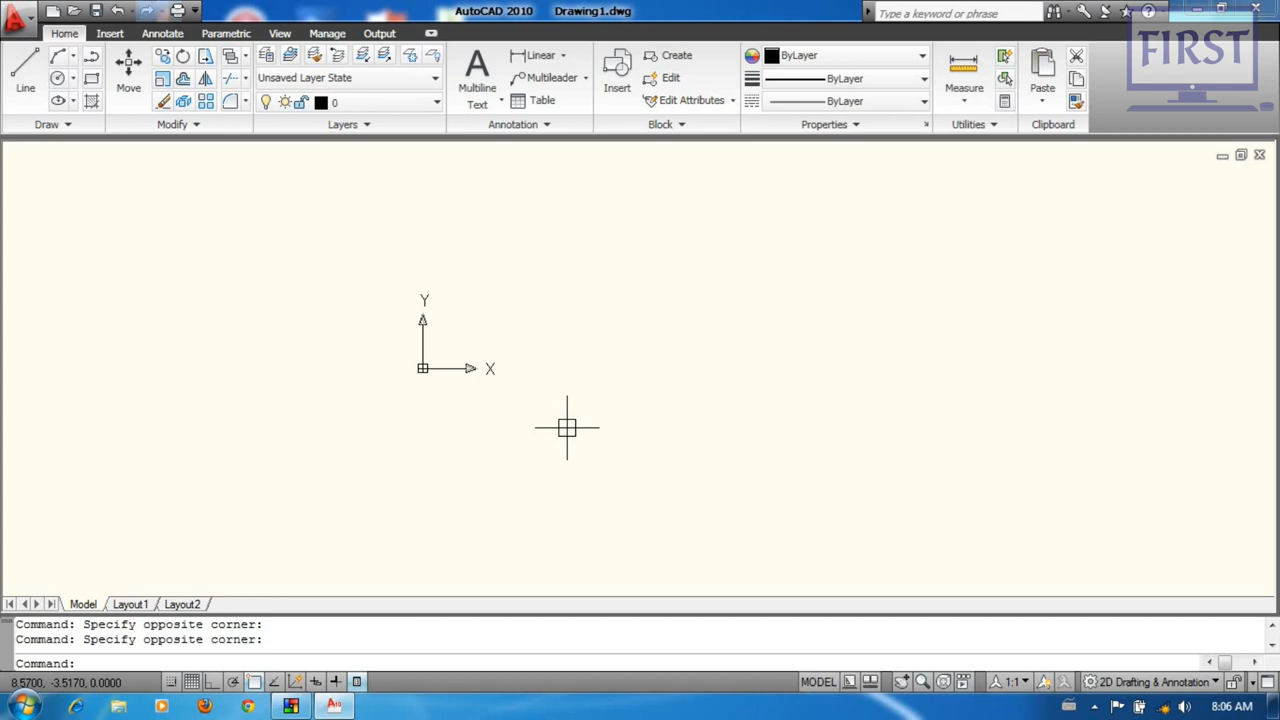 AutoCAD 2010 Drawing1.dwg
Type a keyword or phrase
FIRST
Home Insert Annotate Parametric View Manage Output
Line
Move
Unsaved Layer State
0
Multiline
Text
Linear
Multileader
Table
Insert
Create
Edit
Edit Attributes
ByLayer
ByLayer
ByLayer
Measure
Paste
Draw Modify Layers Annotation Block Properties Utilities Clipboard
Y
X
Model Layout1 Layout2
Command: Specify opposite corner:
Command: Specify opposite corner:
Command:
8.5700, -3.5170, 0.0000
MODEL
1:1
2D Drafting & Annotation
8:06 AM